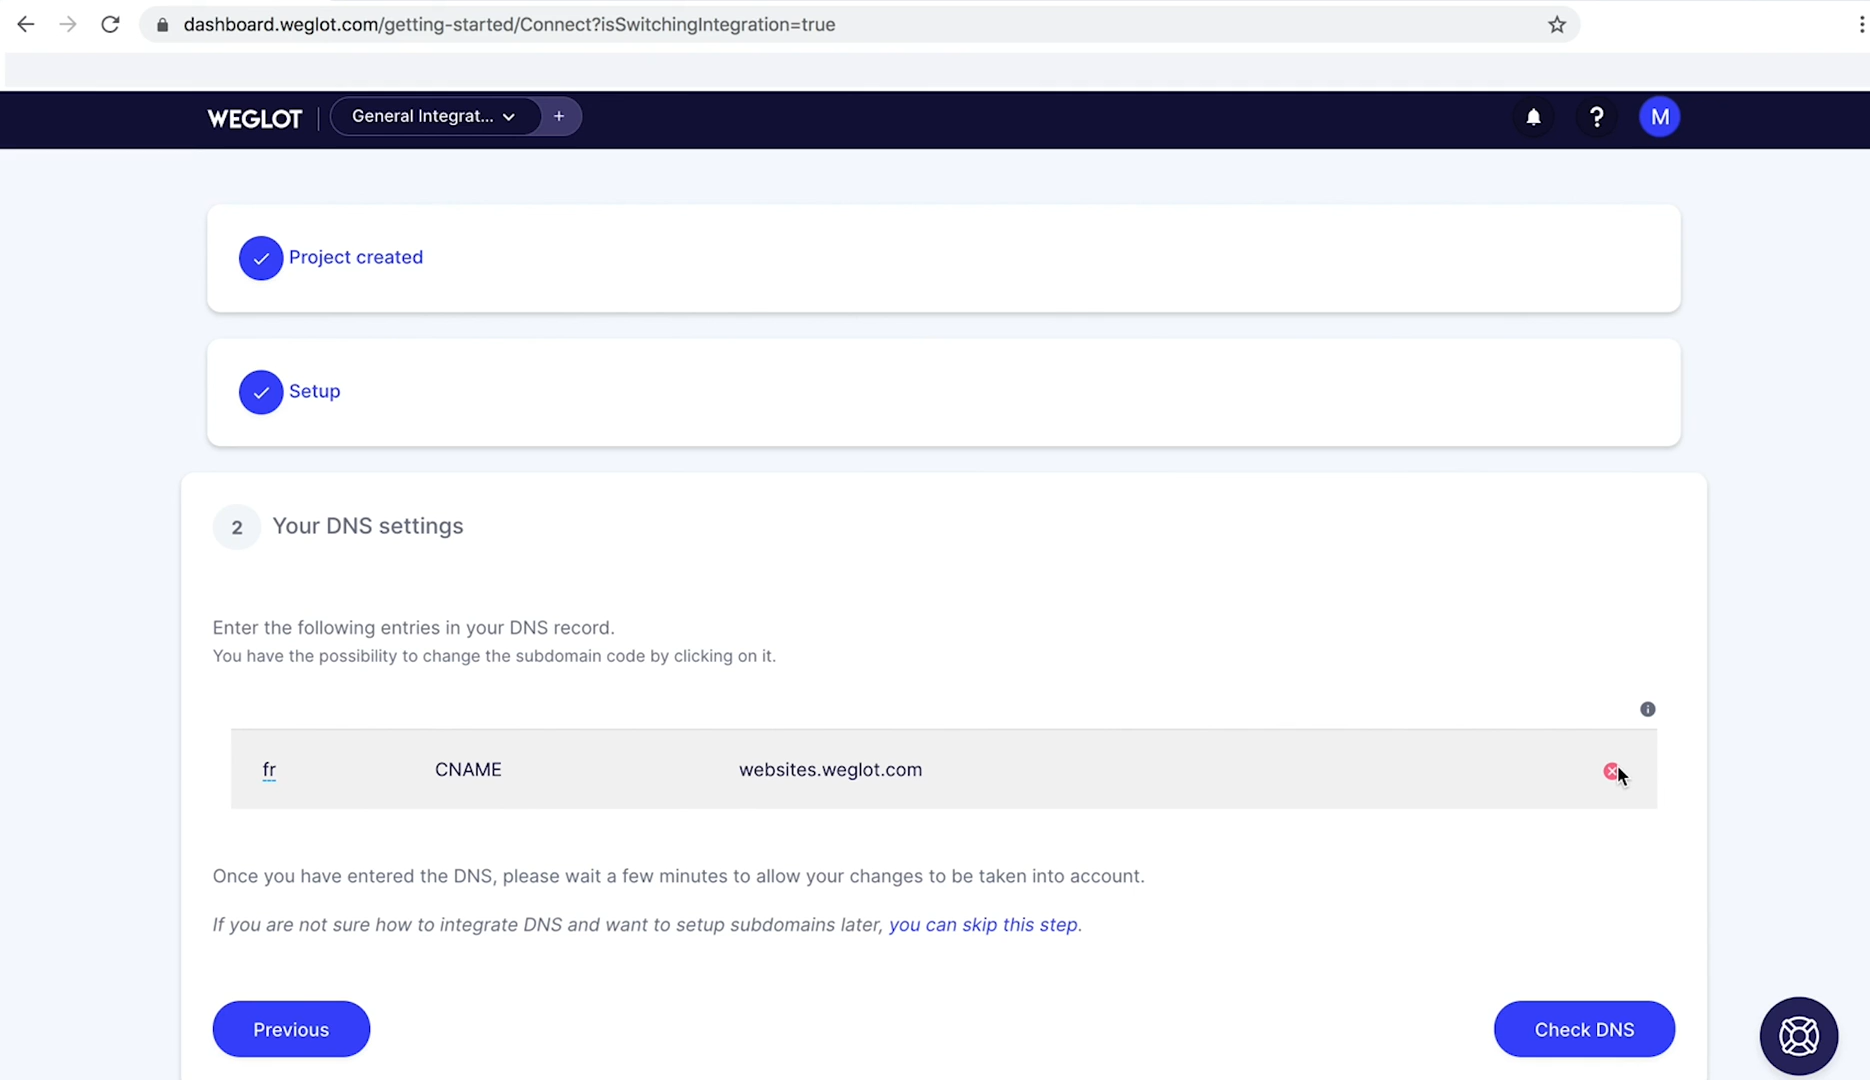 dashboard.weglot.com/getting-started/Connect?isSwitchingIntegration=true
WEGLOT
General Integrat...
+
?
M
Project created
Setup
2
Your DNS settings
Enter the following entries in your DNS record.
You have the possibility to change the subdomain code by clicking on it.
fr CNAME websites.weglot.com
Once you have entered the DNS, please wait a few minutes to allow your changes to be taken into account.
If you are not sure how to integrate DNS and want to setup subdomains later, you can skip this step.
Previous
Check DNS